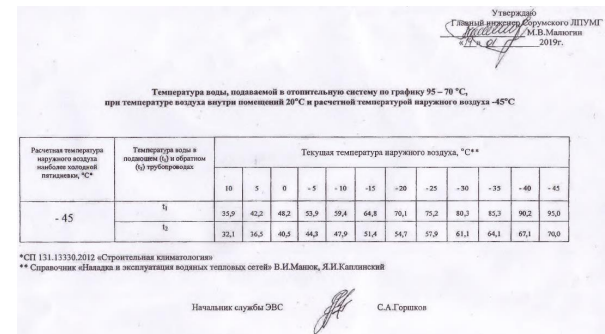 Утверждаю
Главный инженер Сорумского ЛПУМГ
М.В.Малюгин
2019г.
Температура воды, подаваемой в отопительную систему по графику 95 – 70 °С,
при температуре воздуха внутри помещений 20°С и расчетной температурой наружного воздуха -45°С
Расчетная температура наружного воздуха наиболее холодной пятидневки, °С*
Температура воды в подающем (t₁) и обратном (t₂) трубопроводах
Текущая температура наружного воздуха, °С**
10 5 0 - 5 - 10 -15 - 20 - 25 - 30 - 35 - 40 - 45
- 45
t₁ 35,9 42,2 48,2 53,9 59,4 64,8 70,1 75,2 80,3 85,3 90,2 95,0
t₂ 32,1 36,5 40,5 44,3 47,9 51,4 54,7 57,9 61,1 64,1 67,1 70,0
*СП 131.13330.2012 «Строительная климатология»
** Справочник «Наладка и эксплуатация водяных тепловых сетей» В.И.Манюк, Я.И.Каплинский
Начальник службы ЭВС С.А.Горшков